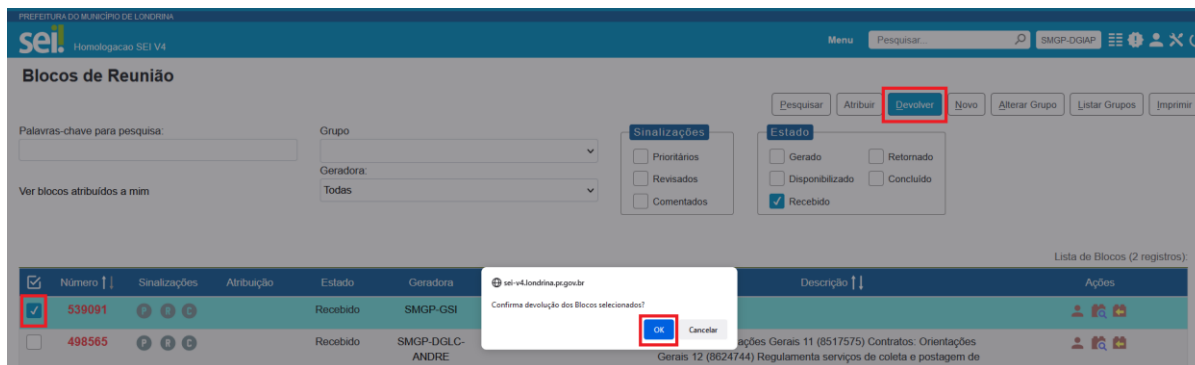 PREFEITURA DO MUNICÍPIO DE LONDRINA
sei! Homologacao SEI V4
Menu Pesquisar... SMGP-DGIAP
Blocos de Reunião
Pesquisar Atribuir Devolver Novo Alterar Grupo Listar Grupos Imprimir
Palavras-chave para pesquisa:
Grupo
Geradora:
Todas
Ver blocos atribuídos a mim
Sinalizações
Prioritários
Revisados
Comentados
Estado
Gerado Retornado
Disponibilizado Concluído
Recebido
Lista de Blocos (2 registros):
Número Sinalizações Atribuição Estado Geradora Descrição Ações
539091 P R C Recebido SMGP-GSI
498565 P R C Recebido SMGP-DGLC-ANDRE
ações Gerais 11 (8517575) Contratos: Orientações
Gerais 12 (8624744) Regulamenta serviços de coleta e postagem de
sei-v4.londrina.pr.gov.br
Confirma devolução dos Blocos selecionados?
OK Cancelar